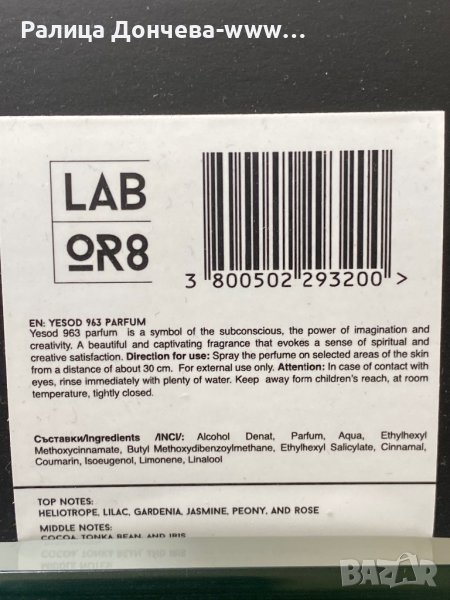 Ралица Дончева-www...
LAB
OR8
3 800502 293200 >
EN: YESOD 963 PARFUM
Yesod 963 parfum is a symbol of the subconscious, the power of imagination and
creativity. A beautiful and captivating fragrance that evokes a sense of spiritual and
creative satisfaction. Direction for use: Spray the perfume on selected areas of the skin
from a distance of about 30 cm. For external use only. Attention: In case of contact with
eyes, rinse immediately with plenty of water. Keep away form children's reach, at room
temperature, tightly closed.
Съставки/Ingredients /INCI/: Alcohol Denat, Parfum, Aqua, Ethylhexyl
Methoxycinnamate, Butyl Methoxydibenzoylmethane, Ethylhexyl Salicylate, Cinnamal,
Coumarin, Isoeugenol, Limonene, Linalool
TOP NOTES:
HELIOTROPE, LILAC, GARDENIA, JASMINE, PEONY, AND ROSE
MIDDLE NOTES:
COCOA, TONKA BEAN, AND IRIS
BAZAR